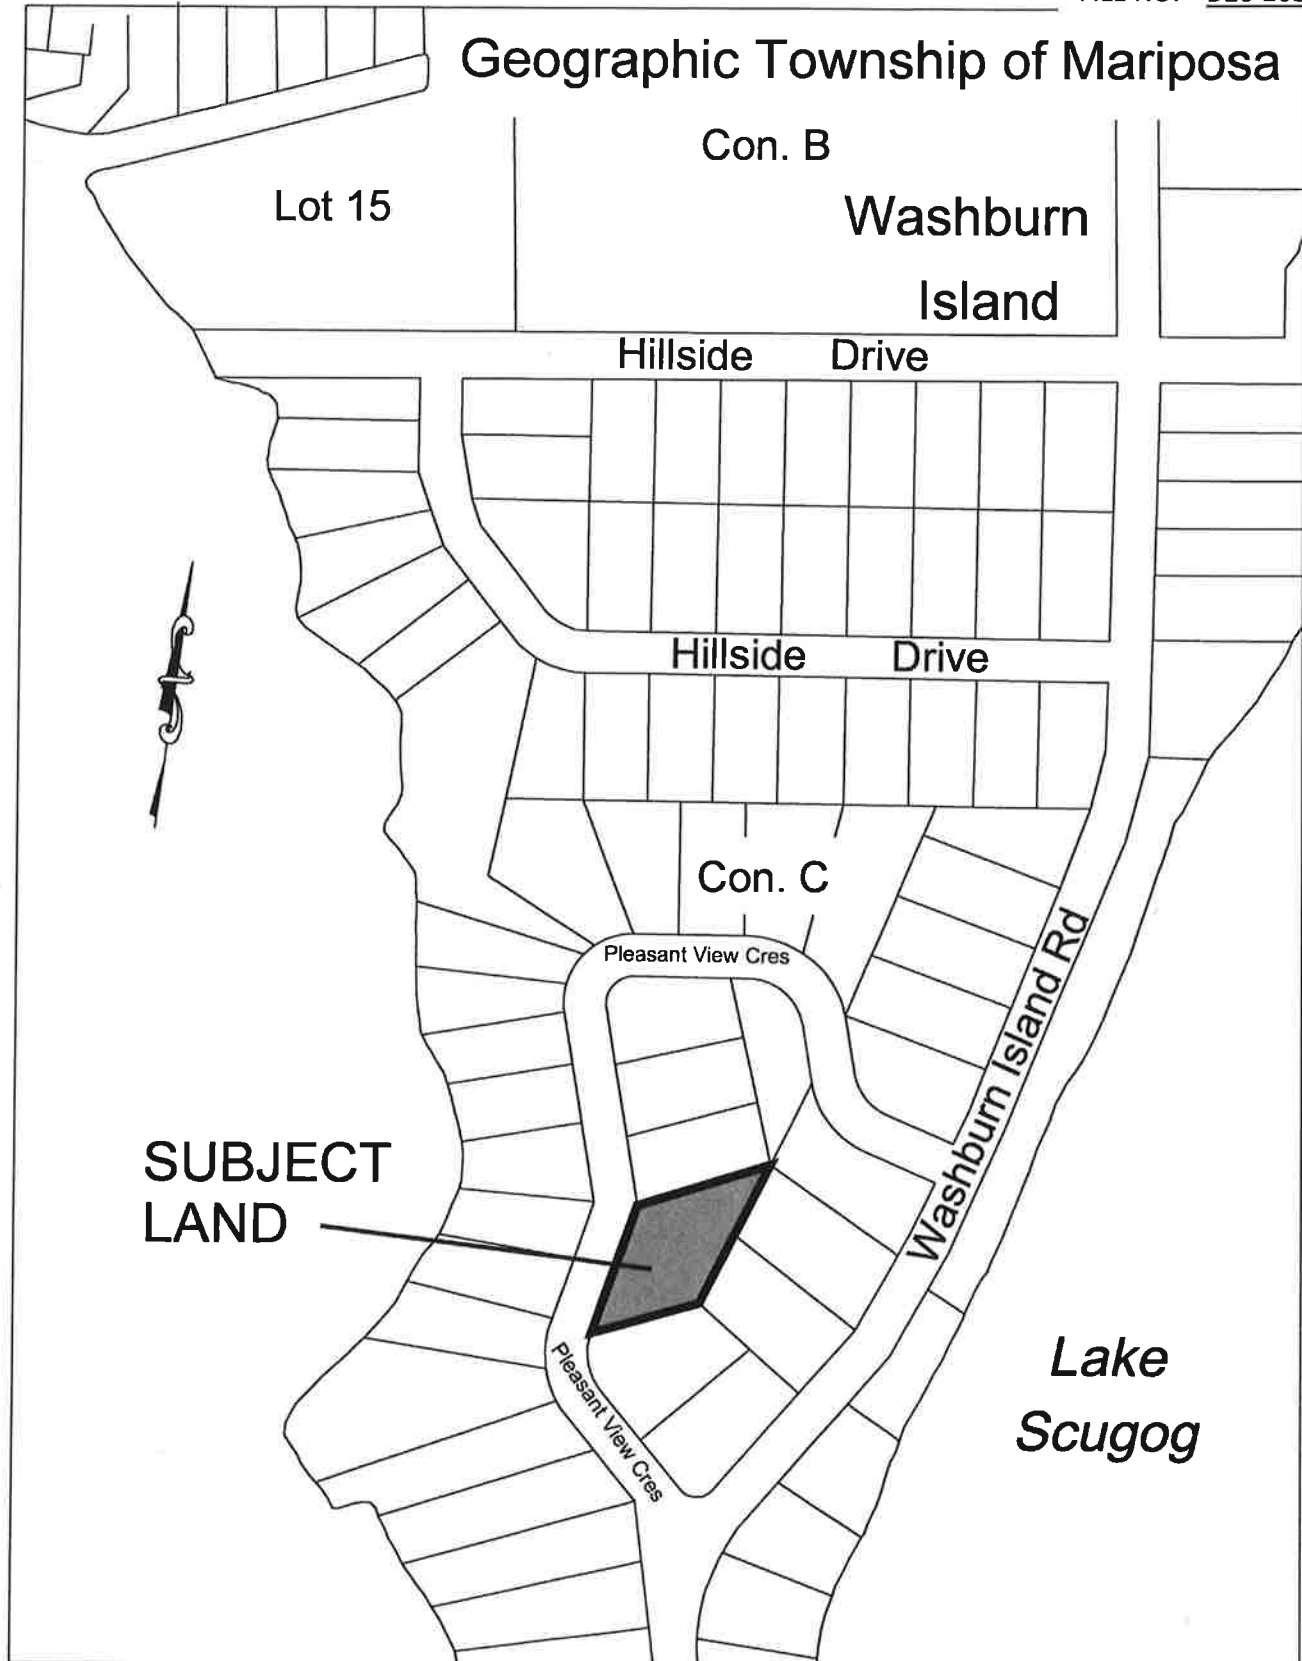 Geographic Township of Mariposa
Con. B
Lot 15
Washburn
Island
Hillside Drive
Hillside Drive
Con. C
Pleasant View Cres
Washburn Island Rd
SUBJECT
LAND
Pleasant View Cres
Lake
Scugog